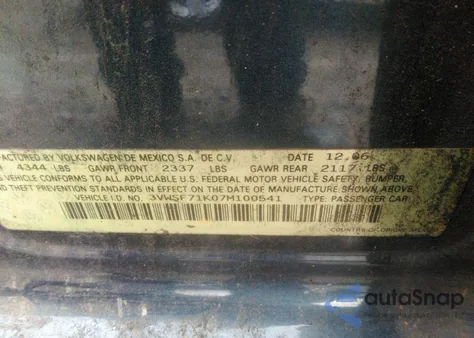 FACTURED BY VOLKSWAGEN DE MEXICO S.A. DE C.V. DATE 12.06
4344 LBS GAWR FRONT 2337 LBS GAWR REAR 2117 LBS
S VEHICLE CONFORMS TO ALL APPLICABLE U.S. FEDERAL MOTOR VEHICLE SAFETY, BUMPER,
THEFT PREVENTION STANDARDS IN EFFECT ON THE DATE OF MANUFACTURE SHOWN ABOVE.
VEHICLE I.D. NO. 3VWSF71K07M100541 TYPE: PASSENGER CAR
COUNTRY OF ORIGIN:
autoSnap